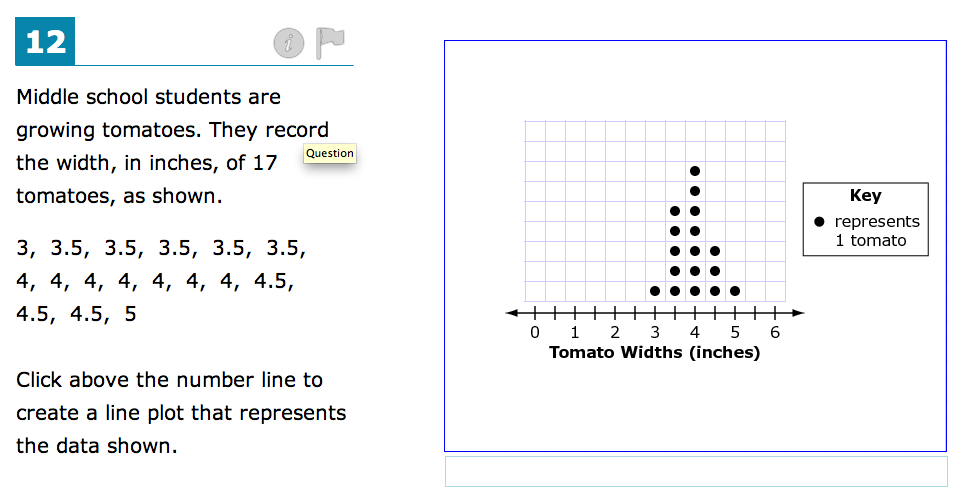 12
i
Middle school students are
growing tomatoes. They record
the width, in inches, of 17
tomatoes, as shown.
Question
3, 3.5, 3.5, 3.5, 3.5, 3.5,
4, 4, 4, 4, 4, 4, 4, 4.5,
4.5, 4.5, 5
Click above the number line to
create a line plot that represents
the data shown.
Key
represents
1 tomato
0 1 2 3 4 5 6
Tomato Widths (inches)